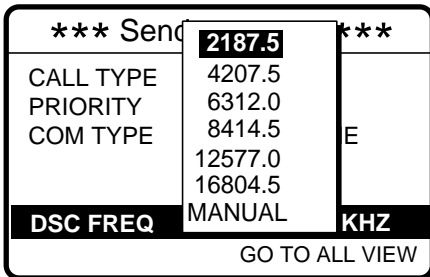 *** Send ***
2187.5
CALL TYPE 4207.5
PRIORITY 6312.0
COM TYPE 8414.5 E
12577.0
16804.5
DSC FREQ MANUAL KHZ
GO TO ALL VIEW